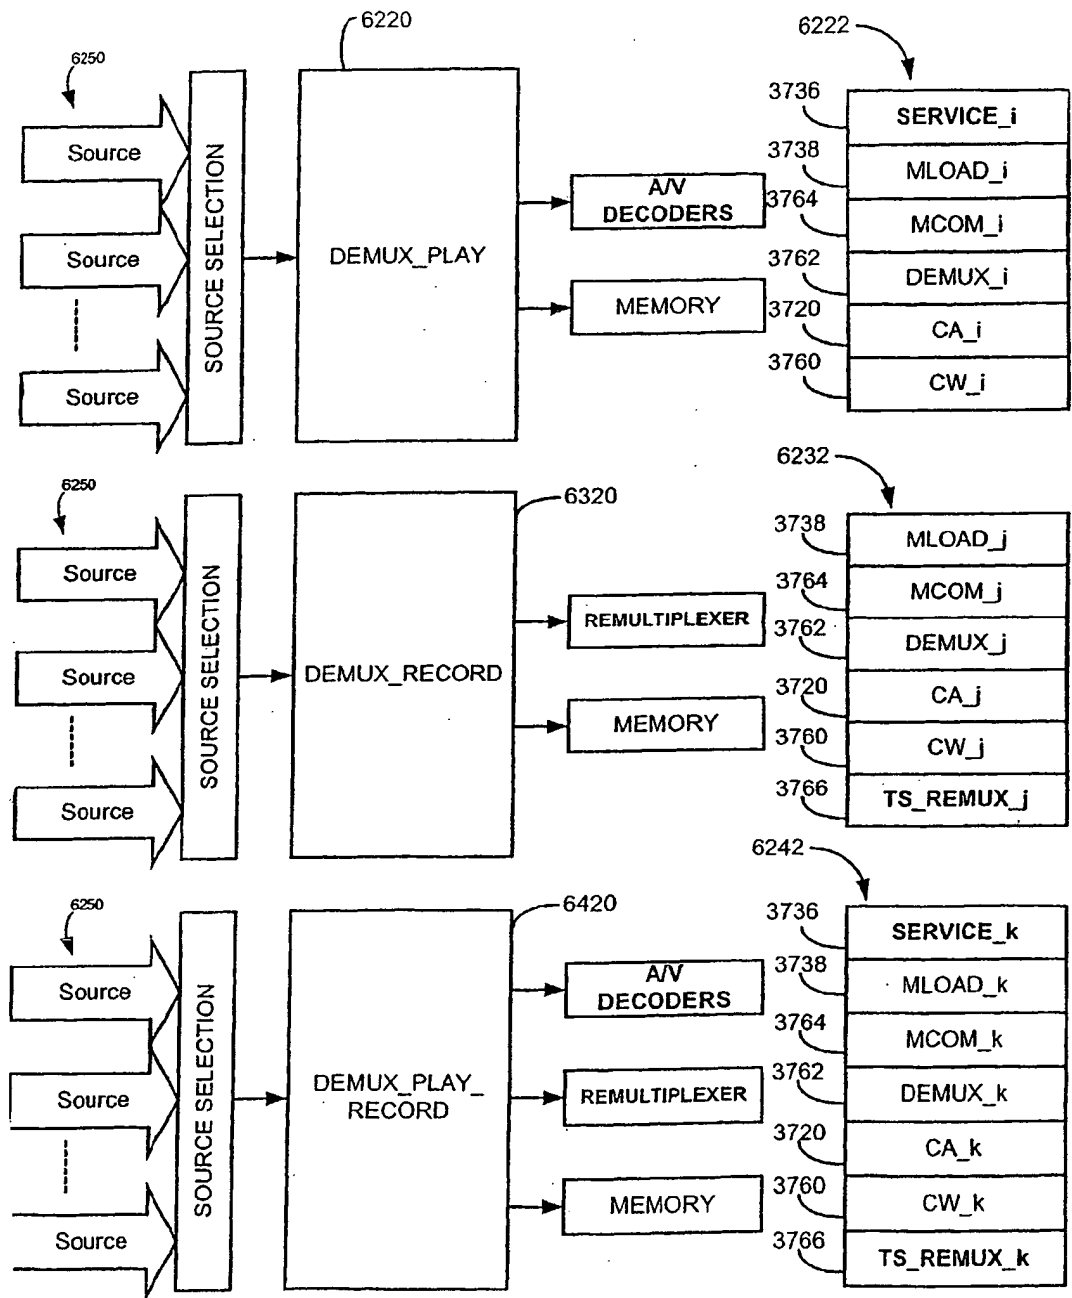 6220
6250
6222
3736
SERVICE_i
Source
SOURCE SELECTION
3738
MLOAD_i
A/V
DECODERS
3764
MCOM_i
Source
DEMUX_PLAY
3762
DEMUX_i
MEMORY
3720
CA_i
Source
3760
CW_i
6232
6250
6320
3738
MLOAD_j
Source
SOURCE SELECTION
3764
MCOM_j
REMULTIPLEXER
3762
DEMUX_j
Source
DEMUX_RECORD
3720
CA_j
MEMORY
3760
CW_j
Source
3766
TS_REMUX_j
6242
6250
6420
3736
SERVICE_k
Source
SOURCE SELECTION
A/V
DECODERS
3738
MLOAD_k
3764
MCOM_k
Source
DEMUX_PLAY_
RECORD
REMULTIPLEXER
3762
DEMUX_k
3720
CA_k
MEMORY
3760
CW_k
Source
3766
TS_REMUX_k